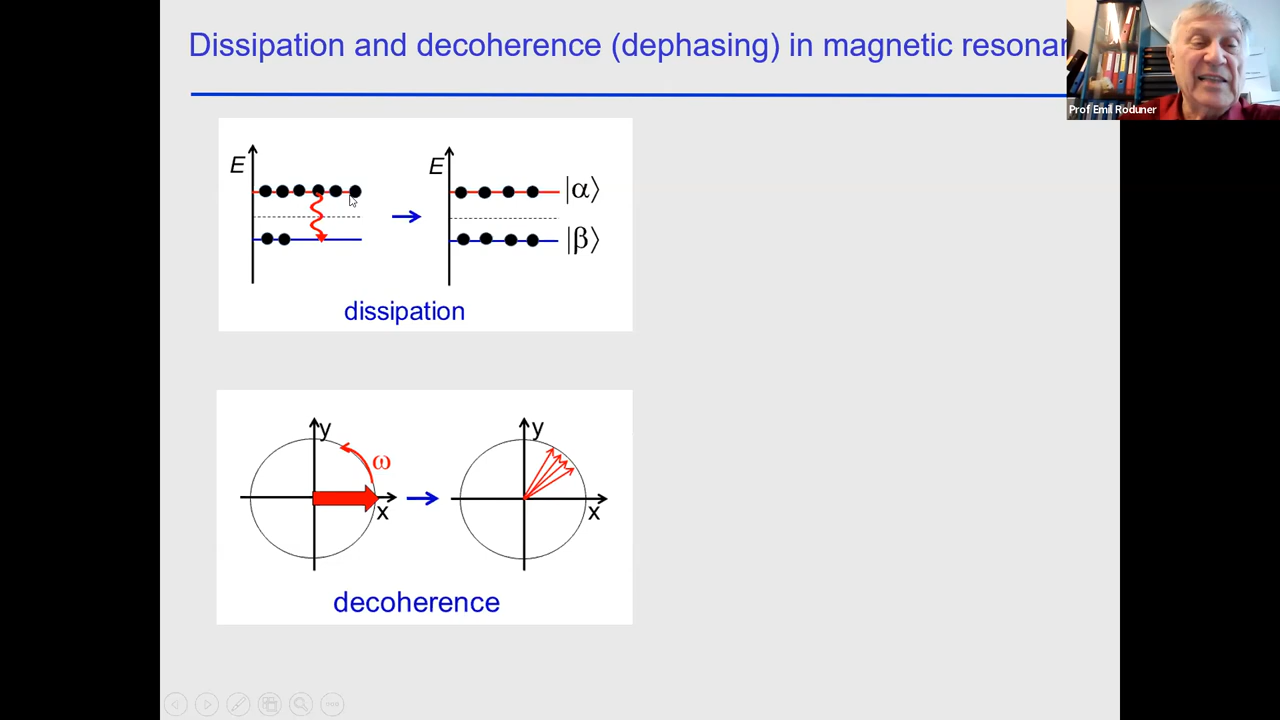 Dissipation and decoherence (dephasing) in magnetic resonan
Prof Emil Roduner
E
E
|α⟩
|β⟩
dissipation
y
ω
x
y
x
decoherence